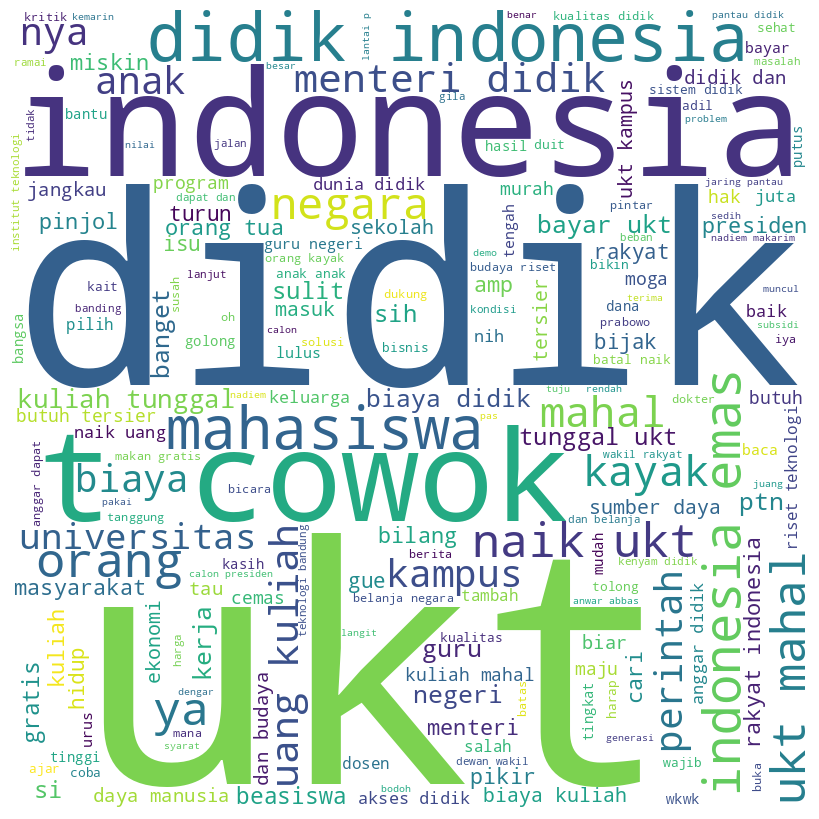 kritik
kemarin
nya
didik indonesia
lantai p
benar
kualitas didik
pantau didik
sehat
ramai
miskin
anak
menteri didik
besar
gila
bayar
masalah
didik dan
sistem didik
adil
problem
indonesia
tidak
bantu
nilai
jalan
hasil
duit
ukt kampus
putus
institut teknologi
jangkau
program
dapat dan
dunia didik
negara
murah
pintar
jaring pantau
hak
juta
pinjol
turun
orang tua
isu
sekolah
guru negeri
tengah
bayar ukt
sedih
presiden
nadiem makarim
didik
orang kayak
demo
budaya riset
bikin
rakyat
beban
bangsa
kait
banget
susah
lanjut
anak anak
sulit
masuk
dukung
amp
tersier
moga
dana
terima
muncul
banding
pilih
oh
calon
sih
kondisi
prabowo
baik
subsidi
golong
solusi
lulus
bisnis
nih
bijak
batal naik
iya
kuliah tunggal
nadiem
keluarga
biaya didik
tuju
rendah
dokter
butuh
butuh tersier
mahasiswa
pas
mahal
indonesia emas
naik uang
tunggal ukt
riset teknologi
anggar dapat
makan gratis
t
cowok
wakil rakyat
baca
biaya
bicara
kayak
juang
pakai
tanggung
sumber daya
ptn
universitas
uang kuliah
teknologi bandung
bilang
dan belanja
naik ukt
mudah
orang
kasih
berita
kenyam didik
rakyat indonesia
ukt mahal
masyarakat
tau
calon presiden
cemas
gue
kampus
belanja negara
tambah
anwar abbas
tolong
perintah
anggar didik
ukt
kuliah
hidup
ekonomi
harga
kerja
langit
guru
kualitas
biar
cari
gratis
kuliah mahal
maju
tingkat
harap
dengar
negeri
batas
urus
ya
mana
dan budaya
menteri
salah
generasi
tinggi
syarat
coba
dosen
dewan wakil
wajib
buka
ajar
si
pikir
wkwk
daya manusia
beasiswa
bodoh
akses didik
biaya kuliah